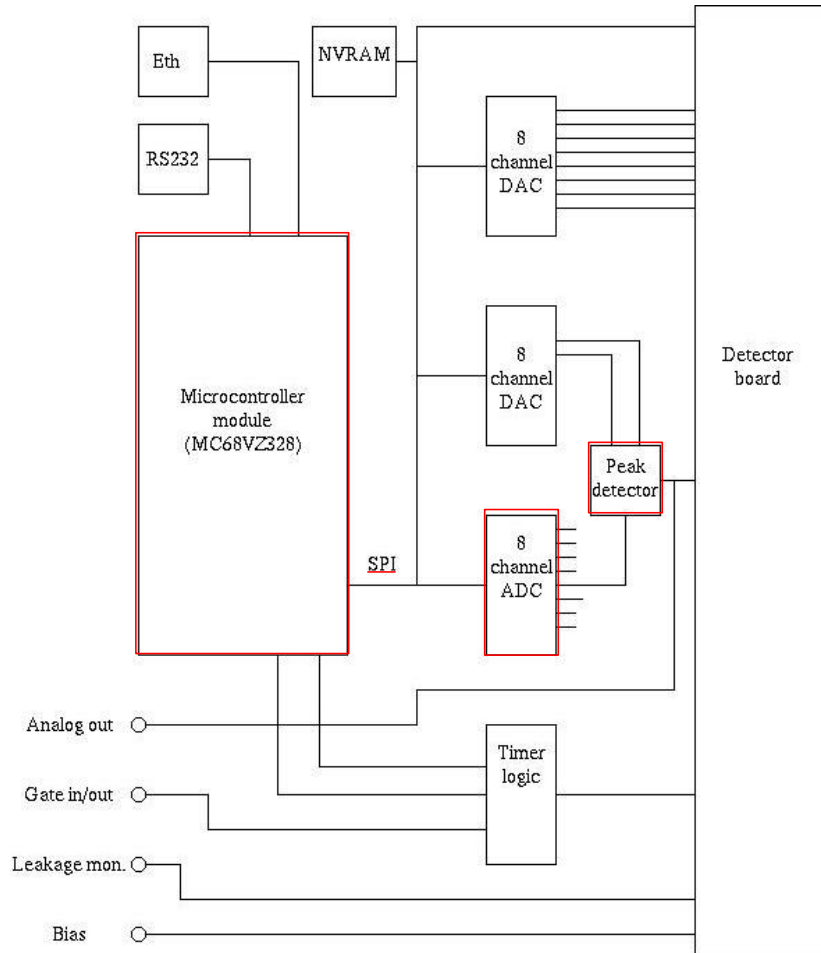 Eth
NVRAM
RS232
8
channel
DAC
8
channel
DAC
Detector
board
Microcontroller
module
(MC68VZ328)
Peak
detector
SPI
8
channel
ADC
Analog out
Timer
logic
Gate in/out
Leakage mon.
Bias